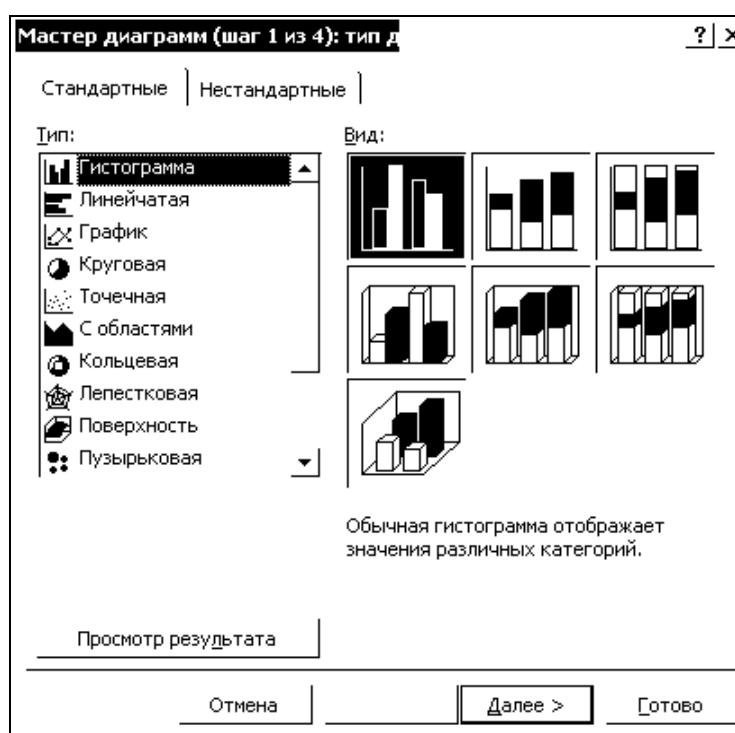 Мастер диаграмм (шаг 1 из 4): тип д
Стандартные Нестандартные
Тип:
Вид:
Гистограмма
Линейчатая
График
Круговая
Точечная
С областями
Кольцевая
Лепестковая
Поверхность
Пузырьковая
Обычная гистограмма отображает
значения различных категорий.
Просмотр результата
Отмена Далее > Готово